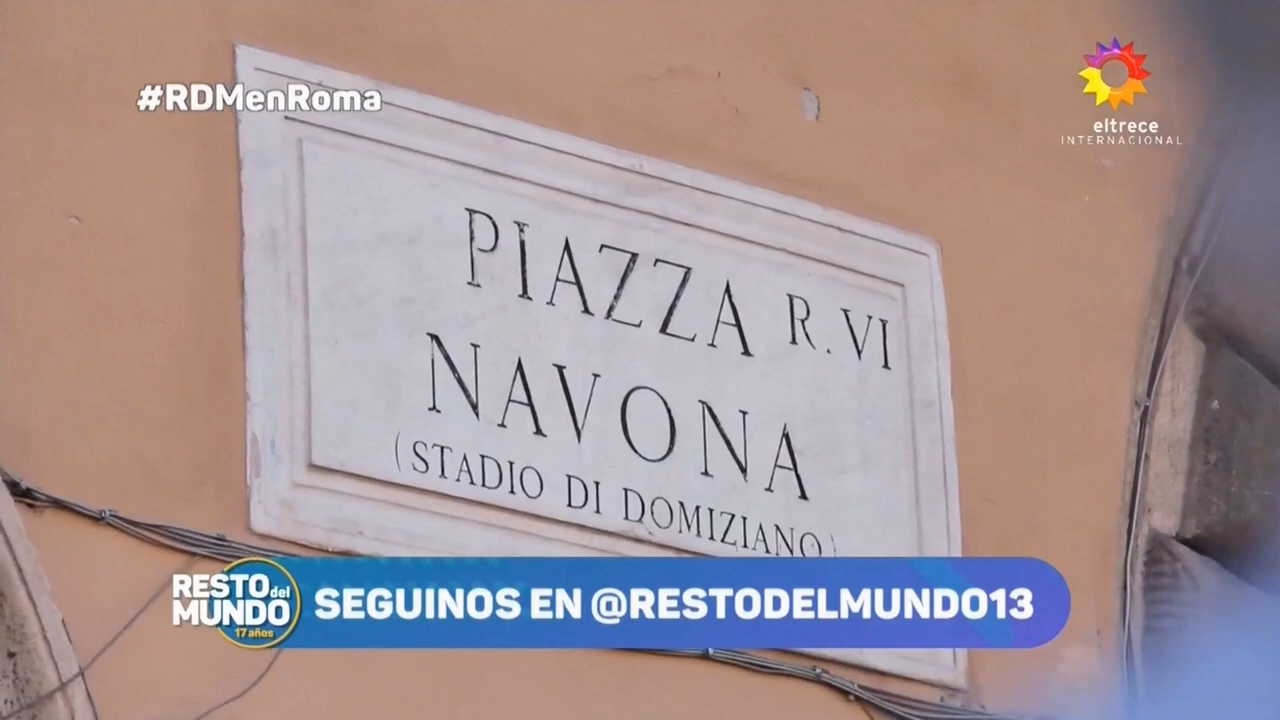 #RDMenRoma
eltrece
INTERNACIONAL
PIAZZA R. VI
NAVONA
(STADIO DI DOMIZIANO)
RESTO del
MUNDO
17 años
SEGUINOS EN @RESTODELMUNDO13